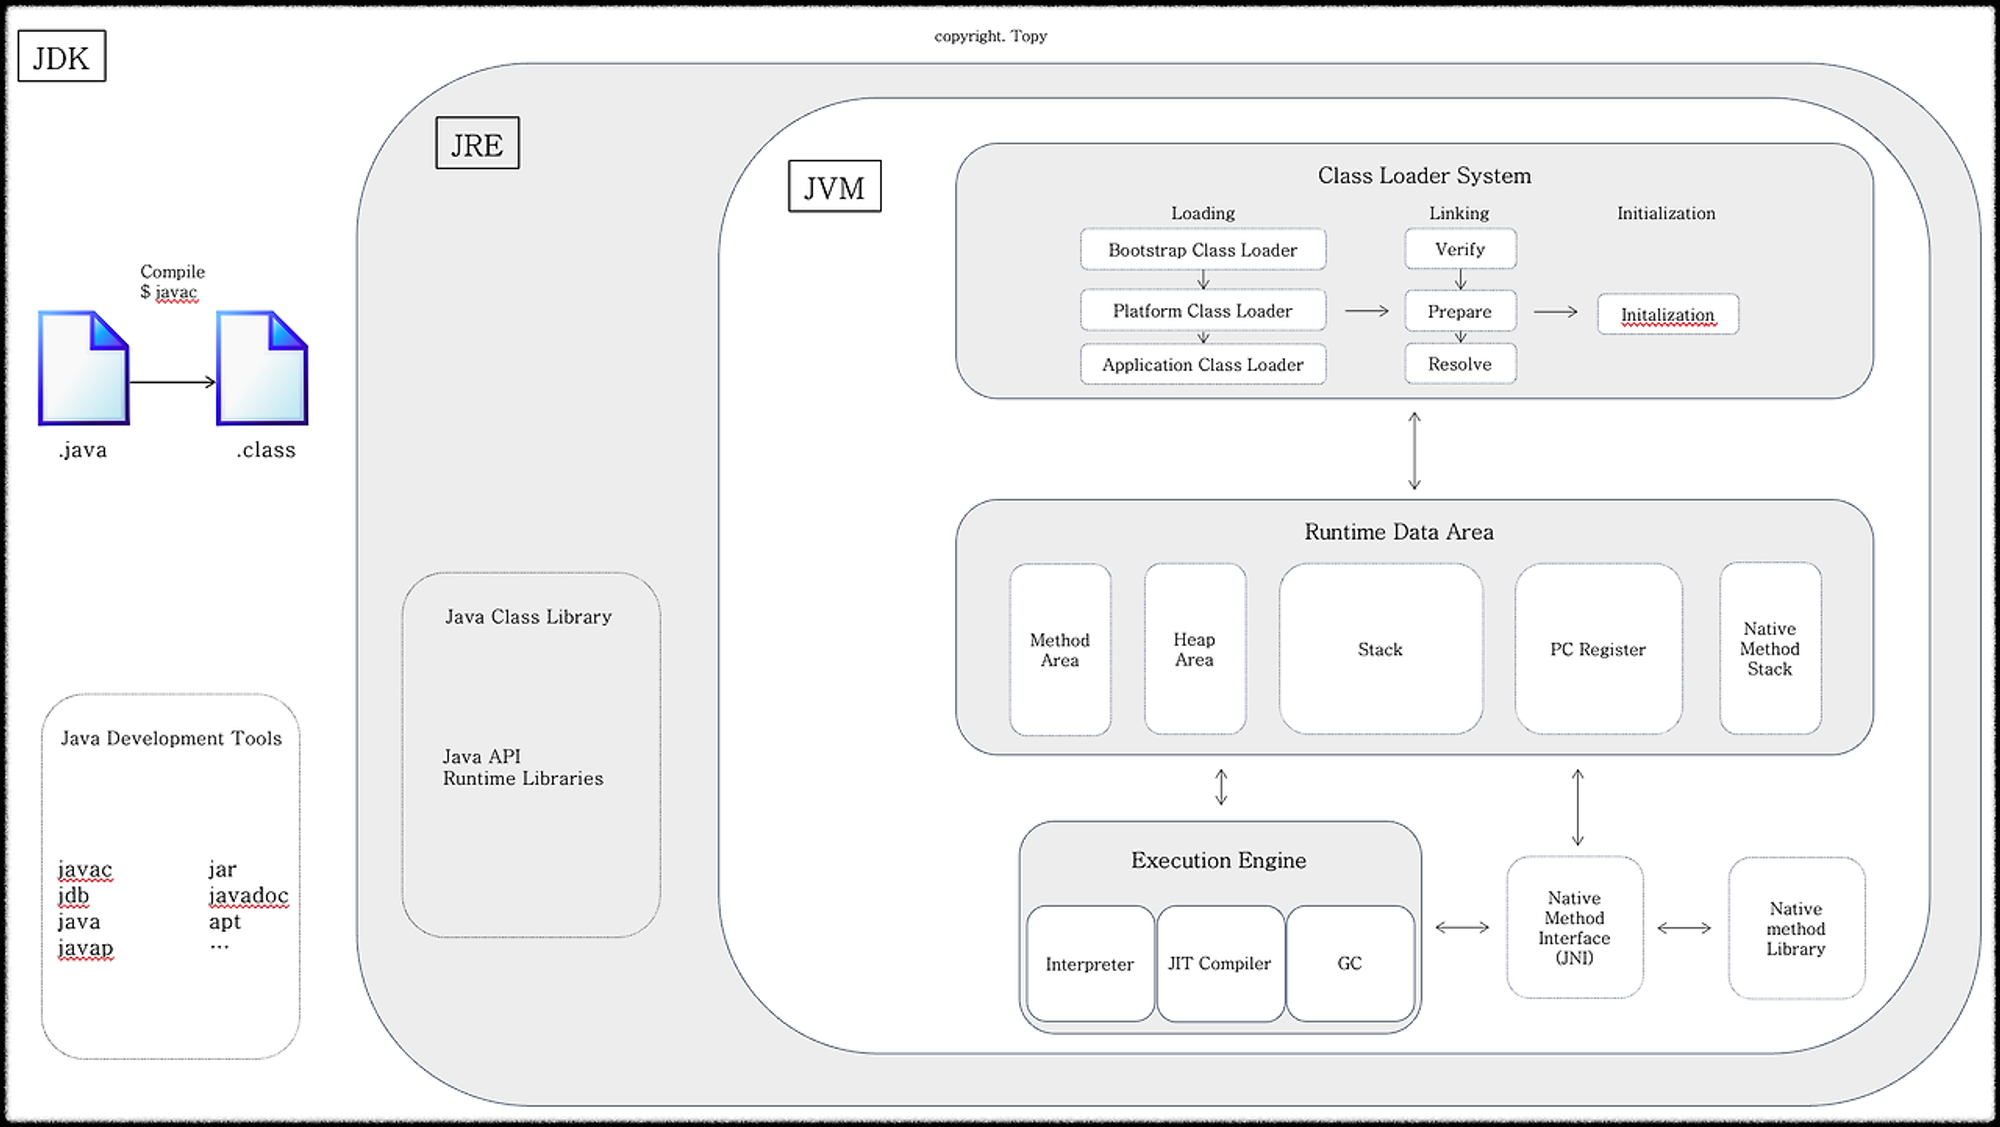 copyright. Topy
JDK
JRE
JVM
Compile
$ javac
.java
.class
Java Development Tools
javac
jdb
java
javap
jar
javadoc
apt
...
Java Class Library
Java API
Runtime Libraries
Class Loader System
Loading
Bootstrap Class Loader
Platform Class Loader
Application Class Loader
Linking
Verify
Prepare
Resolve
Initialization
Initalization
Runtime Data Area
Method
Area
Heap
Area
Stack
PC Register
Native
Method
Stack
Execution Engine
Interpreter
JIT Compiler
GC
Native
Method
Interface
(JNI)
Native
method
Library